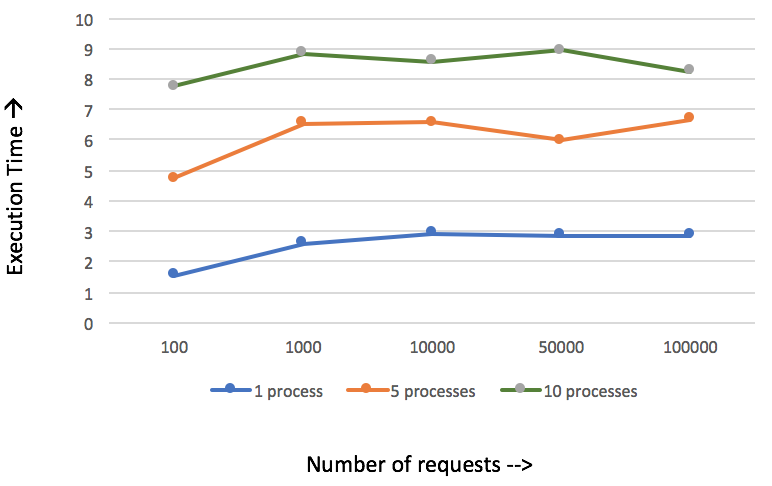 10
9
8
7
6
5
4
3
2
1
0
Execution Time →
100 1000 10000 50000 100000
1 process 5 processes 10 processes
Number of requests -->